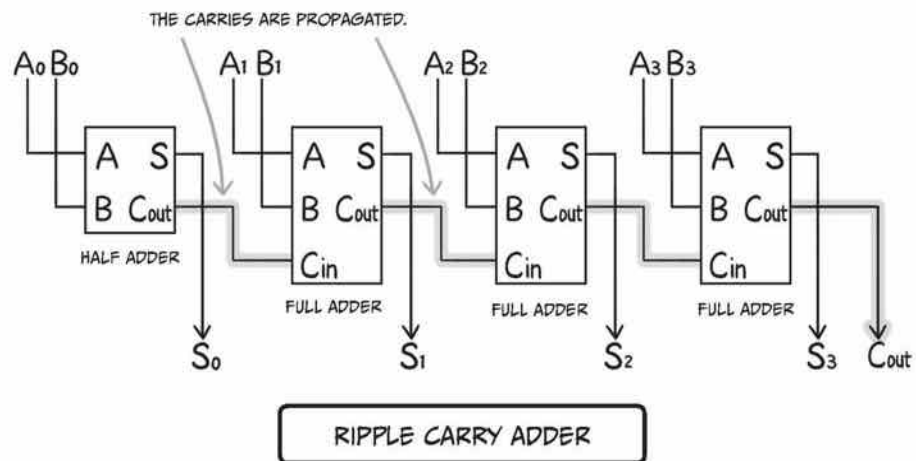 THE CARRIES ARE PROPAGATED.
A0 B0 A1 B1 A2 B2 A3 B3
A S A S A S A S
B Cout B Cout B Cout B Cout
Cin Cin Cin
HALF ADDER FULL ADDER FULL ADDER FULL ADDER
S0 S1 S2 S3 Cout
RIPPLE CARRY ADDER